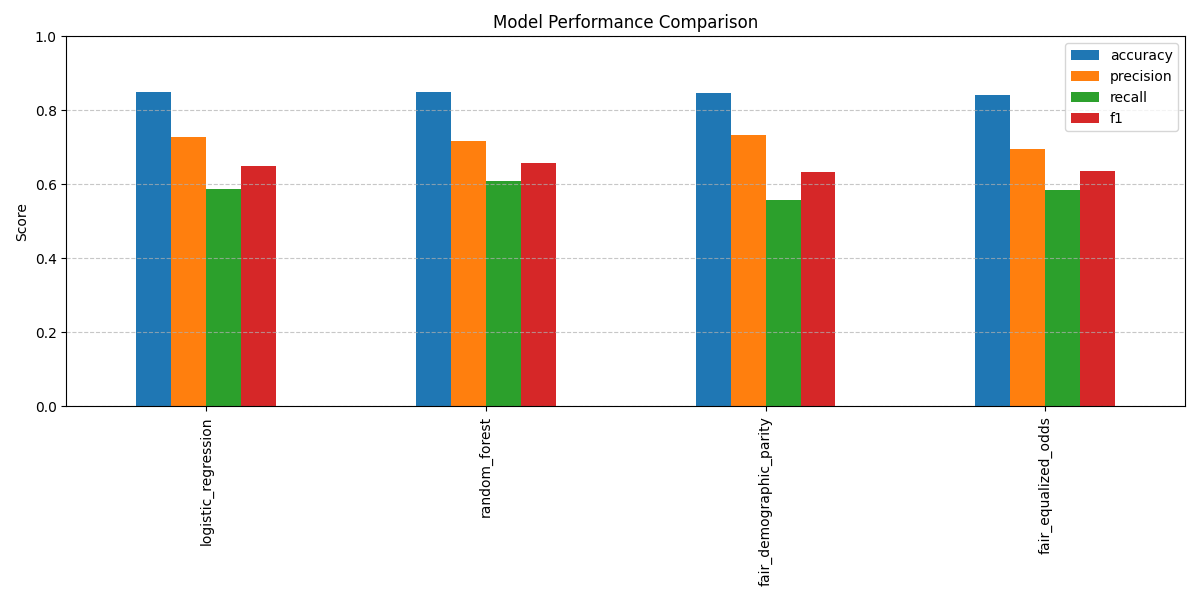 Model Performance Comparison
1.0
0.8
0.6
0.4
0.2
0.0
Score
accuracy
precision
recall
f1
logistic_regression
random_forest
fair_demographic_parity
fair_equalized_odds